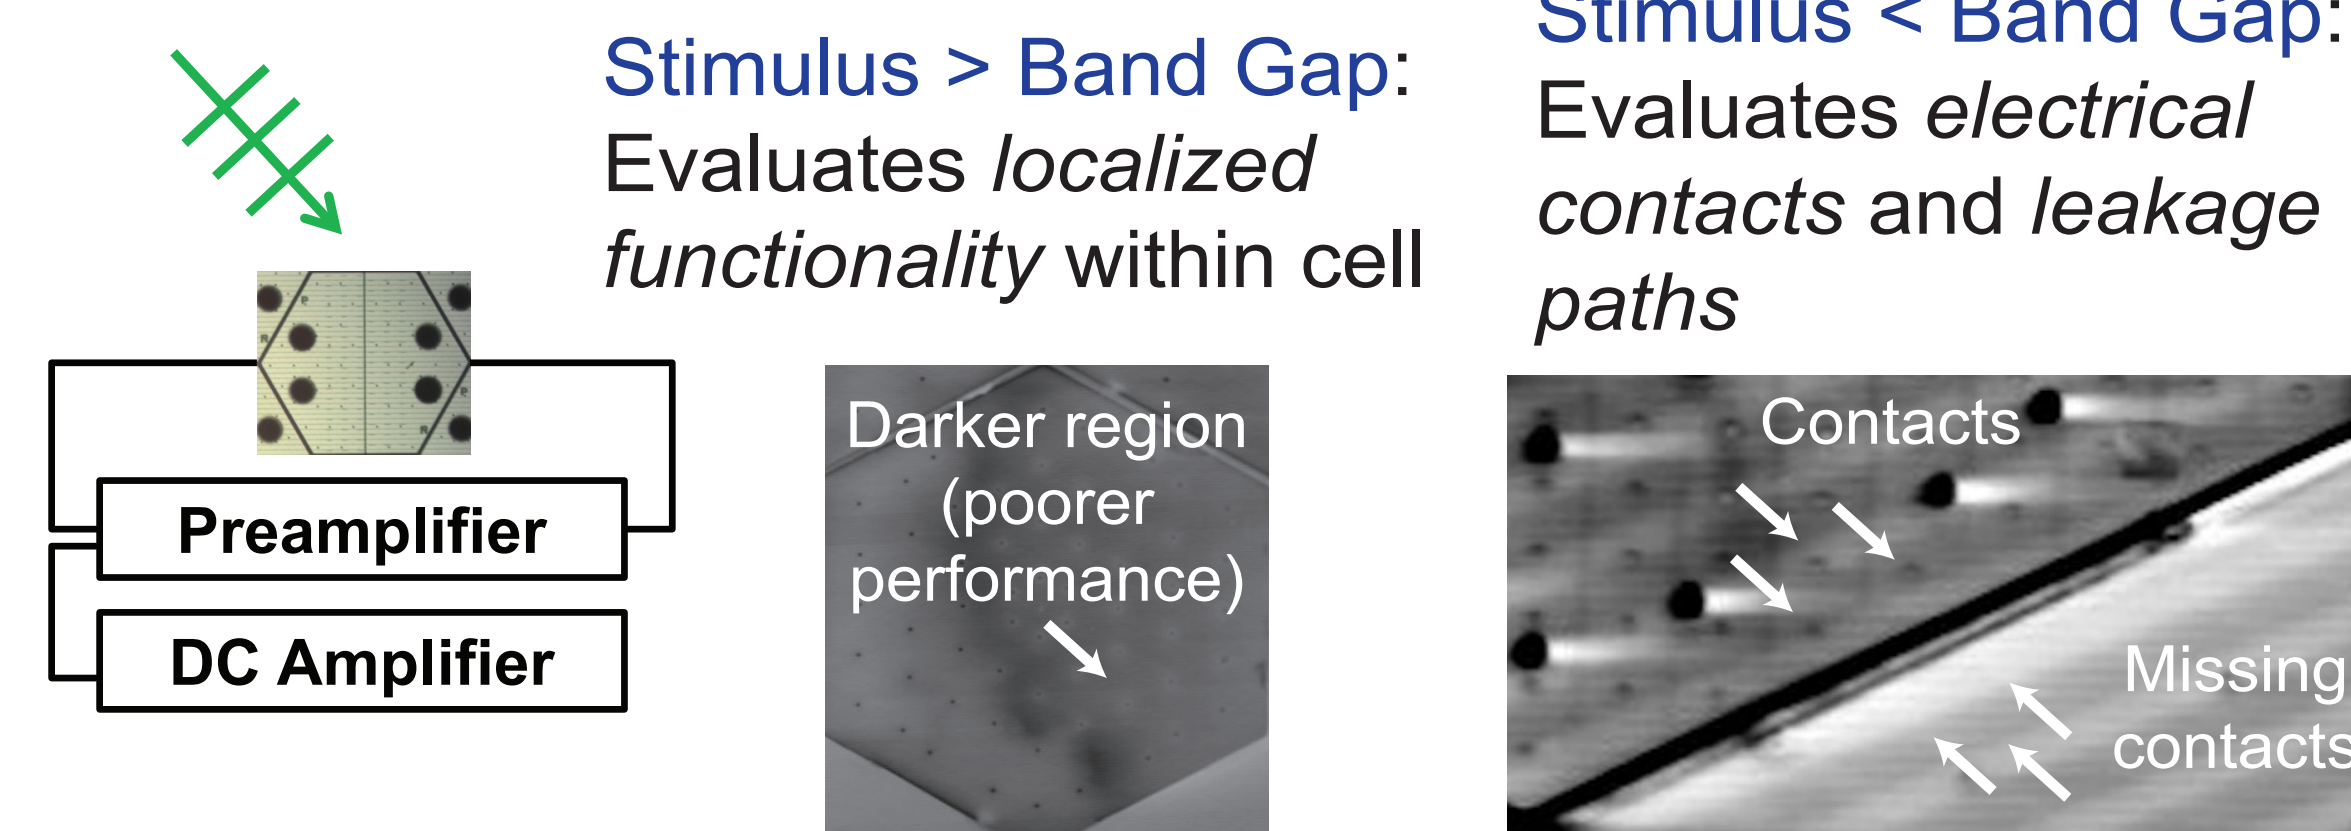 Stimulus > Band Gap:
Evaluates localized
functionality within cell
Stimulus < Band Gap:
Evaluates electrical
contacts and leakage
paths
Preamplifier
DC Amplifier
Darker region
(poorer
performance)
Contacts
Missing
contacts